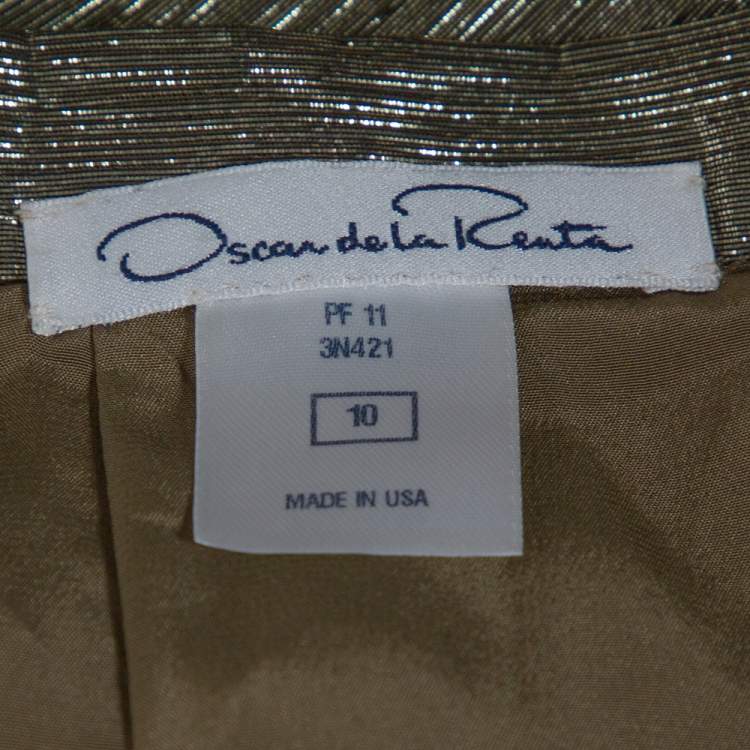 Oscar de la Renta
PF 11
3N421
10
MADE IN USA